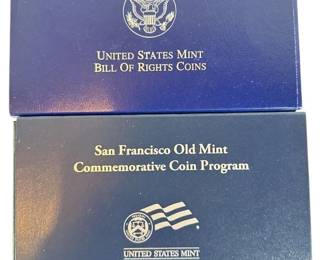 United States Mint
Bill Of Rights Coins
San Francisco Old Mint
Commemorative Coin Program
UNITED STATES MINT